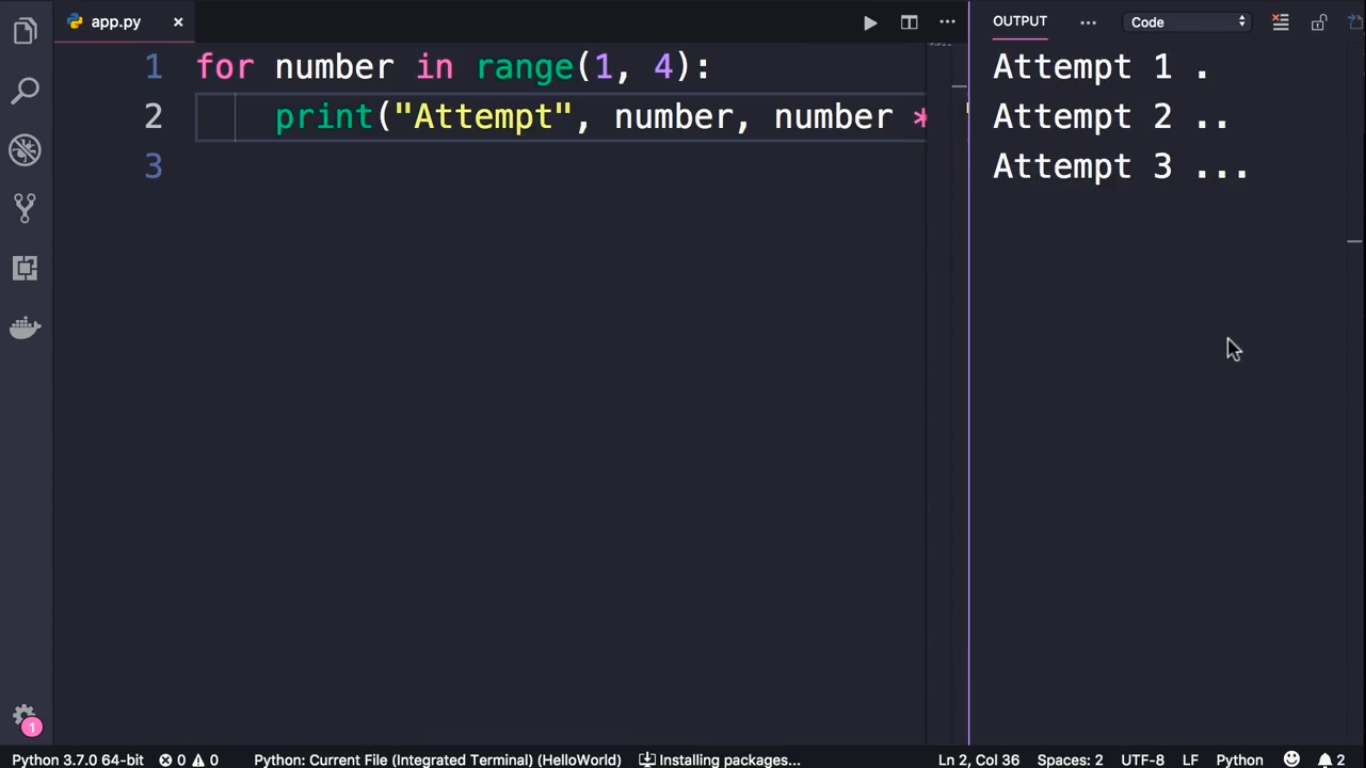 app.py ×
OUTPUT ... Code
1 for number in range(1, 4):
2 print("Attempt", number, number *
3
Attempt 1 .
Attempt 2 ..
Attempt 3 ...
1
Python 3.7.0 64-bit 0 0 Python: Current File (Integrated Terminal) (HelloWorld) Installing packages... Ln 2, Col 36 Spaces: 2 UTF-8 LF Python 2